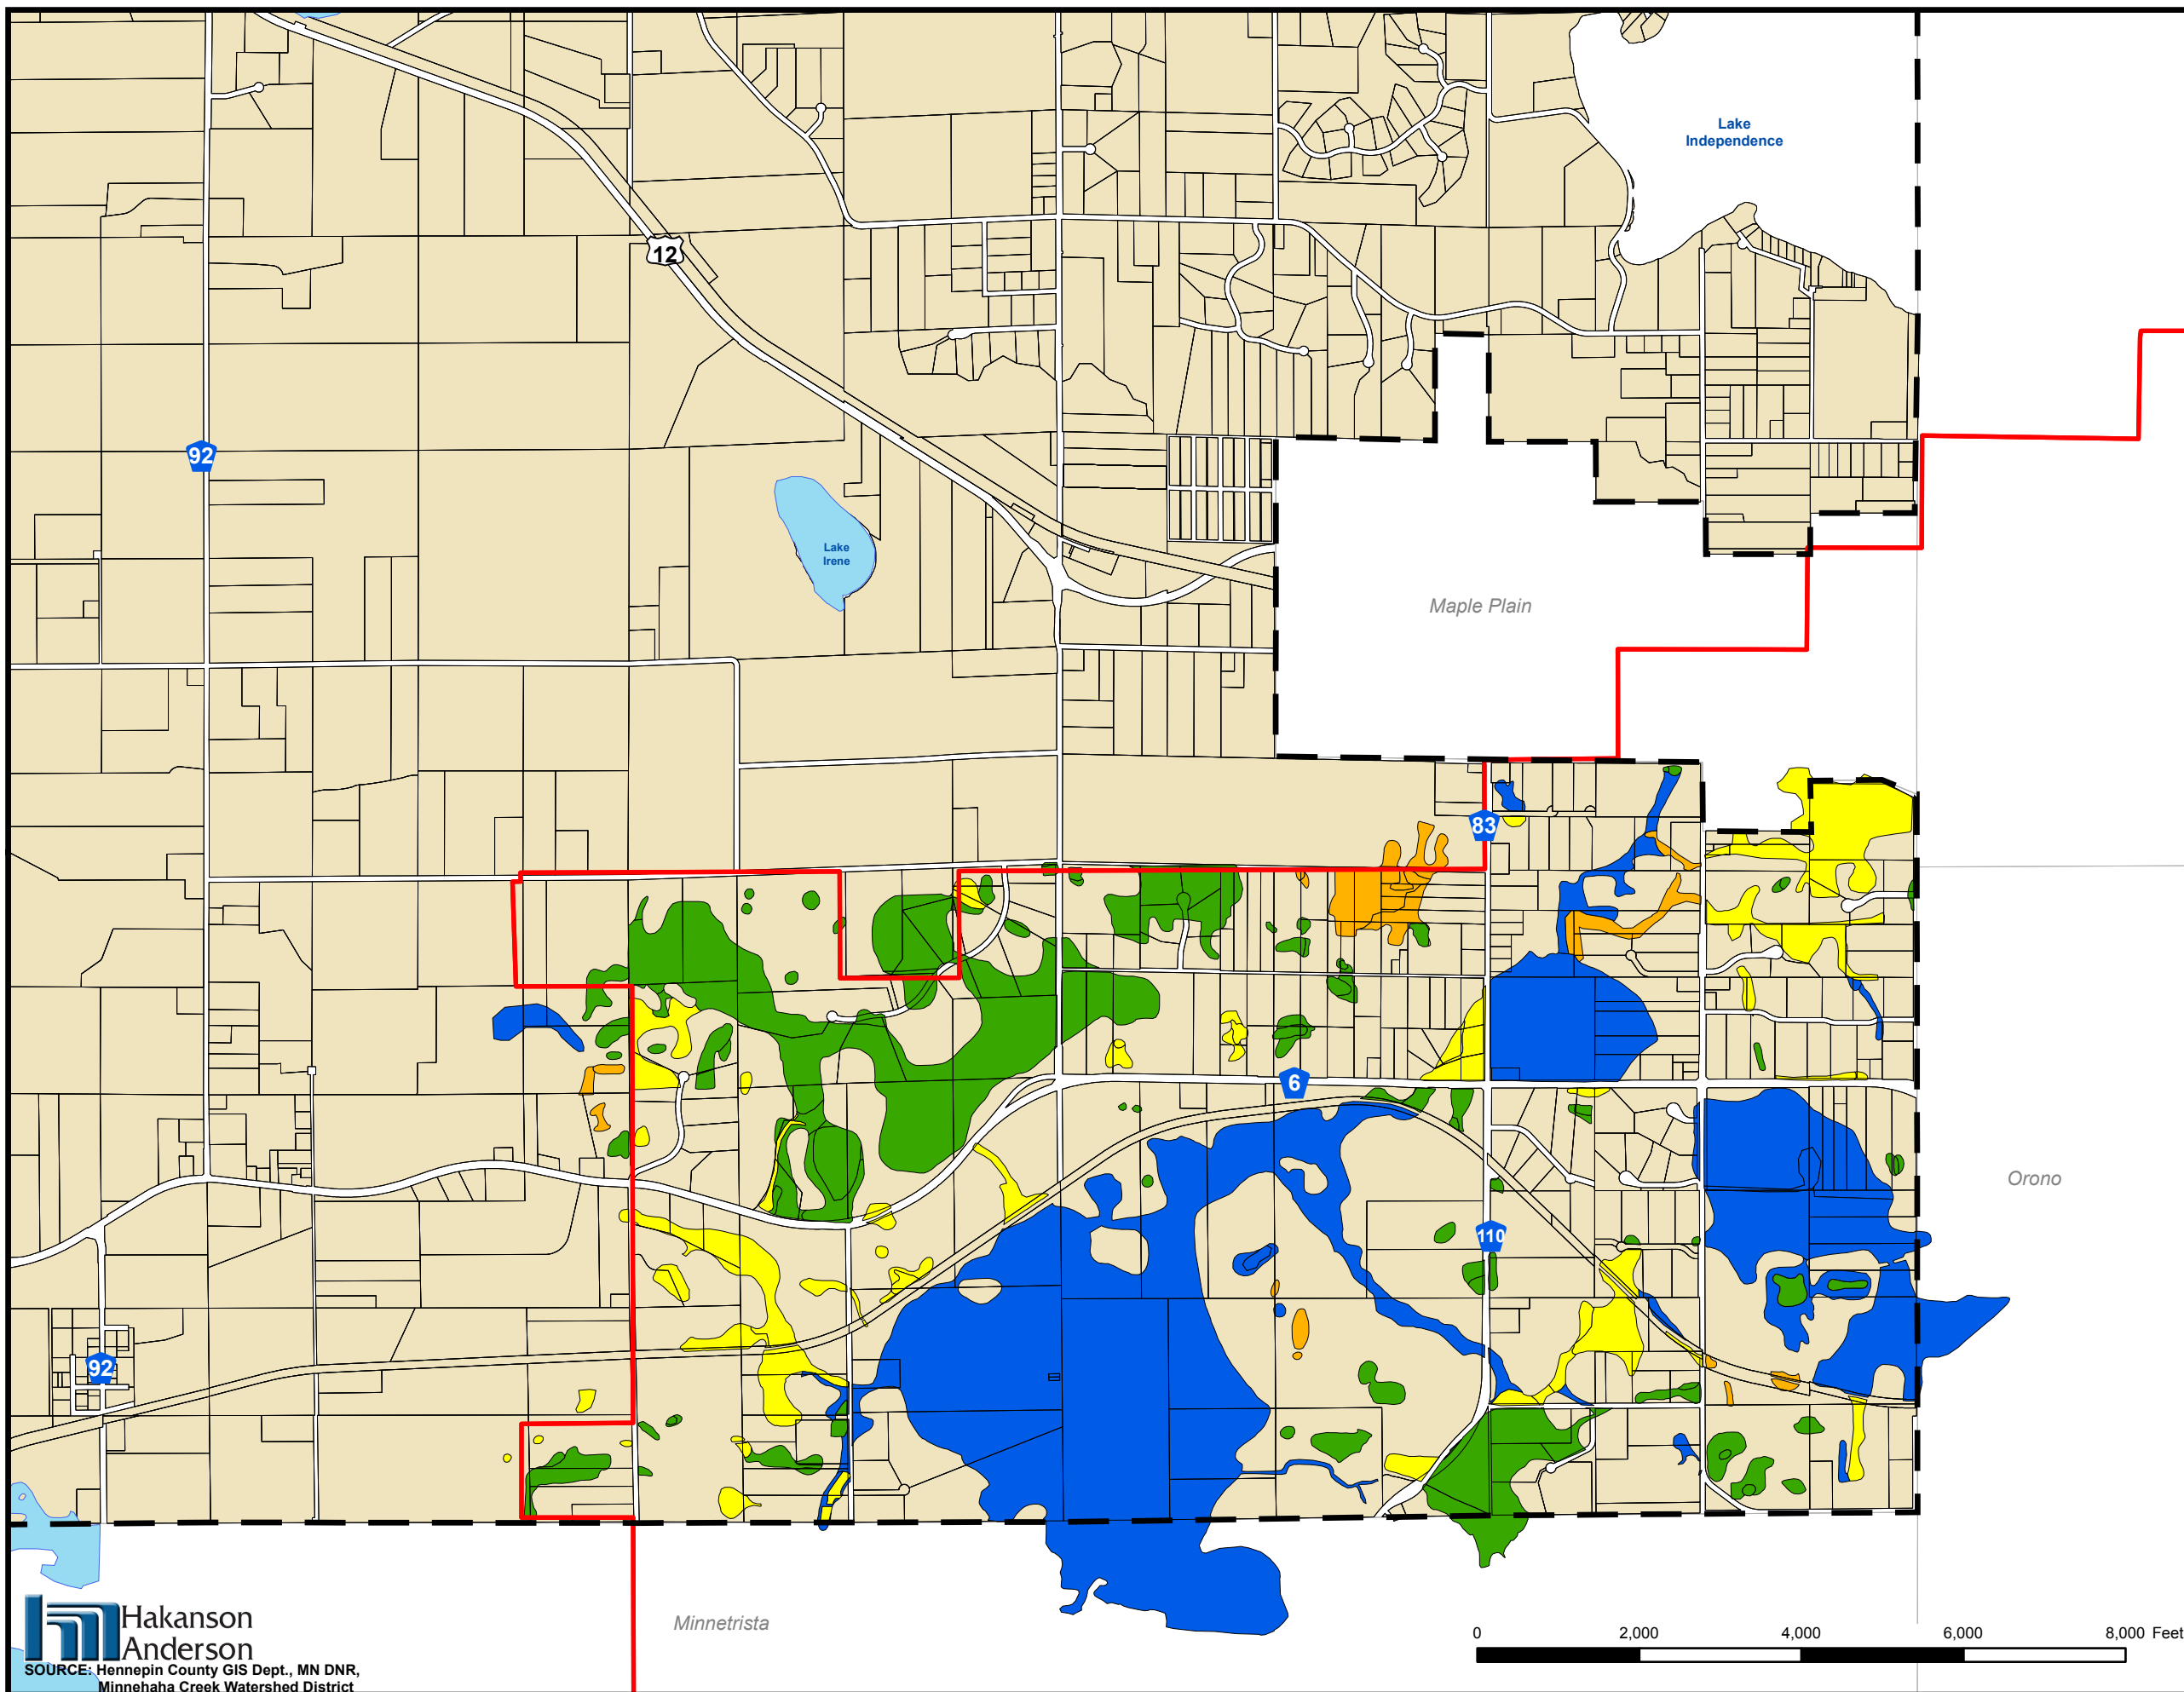 Lake
Independence
12
92
Lake
Irene
Maple Plain
83
6
Orono
110
92
Hakanson
Anderson
Minnetrista
0 2,000 4,000 6,000 8,000 Feet
SOURCE: Hennepin County GIS Dept., MN DNR,
Minnehaha Creek Watershed District